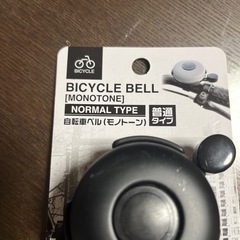 BICYCLE
BICYCLE BELL
[MONOTONE]
NORMAL TYPE
普通
タイプ
自転車ベル(モノトーン)